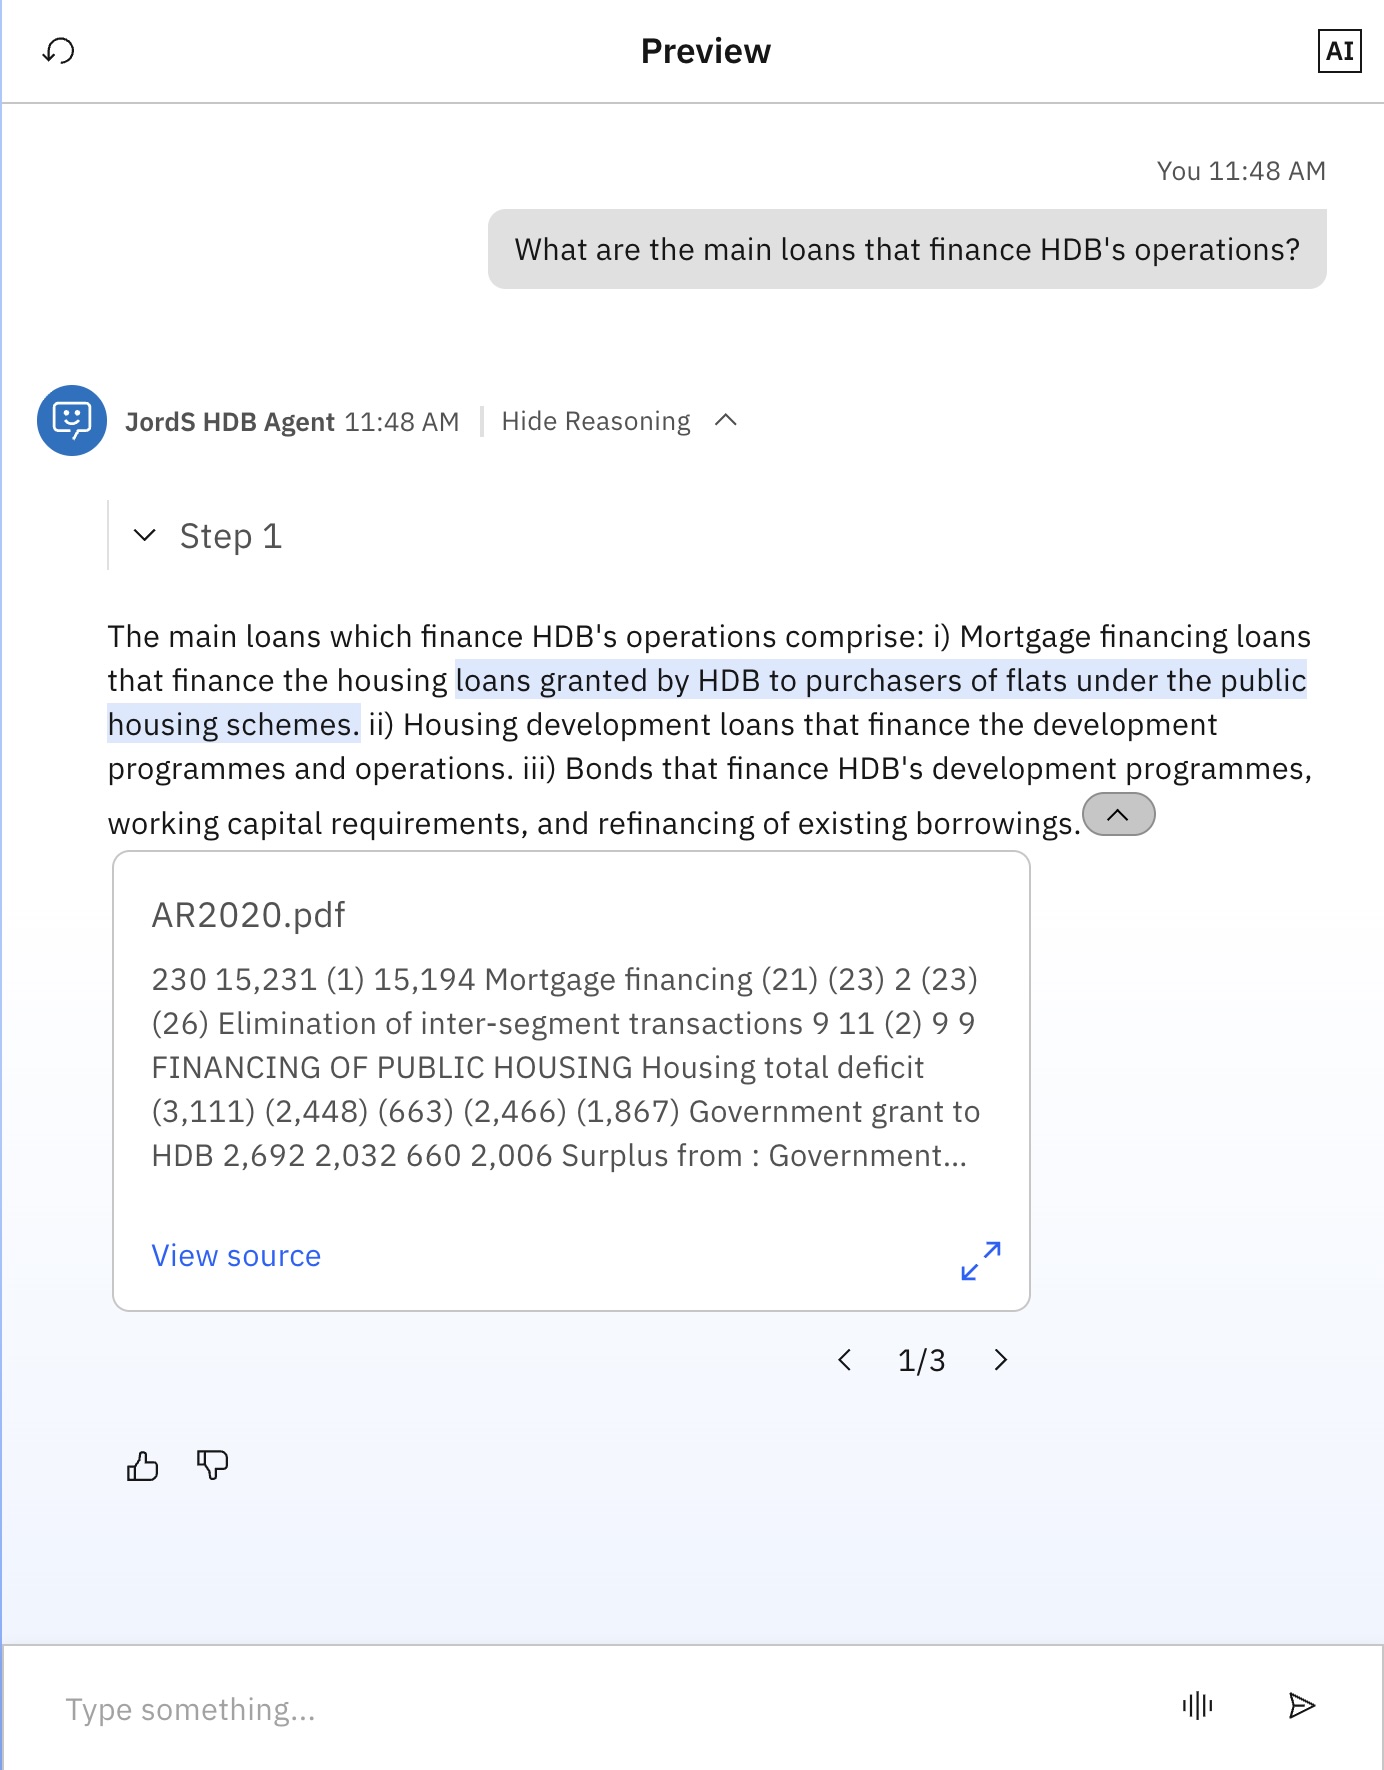 Preview
AI
You 11:48 AM
What are the main loans that finance HDB's operations?
JordS HDB Agent 11:48 AM | Hide Reasoning
Step 1
The main loans which finance HDB's operations comprise: i) Mortgage financing loans
that finance the housing loans granted by HDB to purchasers of flats under the public
housing schemes. ii) Housing development loans that finance the development
programmes and operations. iii) Bonds that finance HDB's development programmes,
working capital requirements, and refinancing of existing borrowings.
AR2020.pdf
230 15,231 (1) 15,194 Mortgage financing (21) (23) 2 (23)
(26) Elimination of inter-segment transactions 9 11 (2) 9 9
FINANCING OF PUBLIC HOUSING Housing total deficit
(3,111) (2,448) (663) (2,466) (1,867) Government grant to
HDB 2,692 2,032 660 2,006 Surplus from : Government...
View source
1/3
Type something...